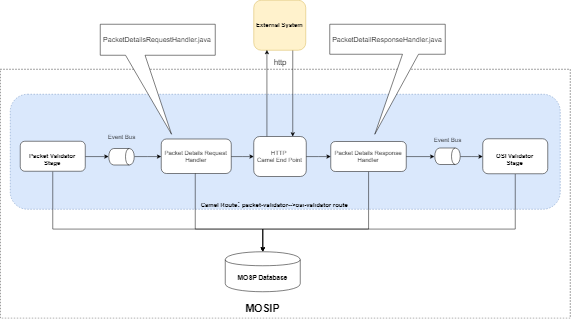 External System
PacketDetailsRequestHandler.java
PacketDetailResponseHandler.java
http
Event Bus
Event Bus
Packet Validator
Stage
Packet Details Request
Handler
HTTP
Camel End Point
Packet Details Response
Handler
OSI Validator
Stage
Camel Route: packet-validator-->osi-validator route
MOSIP Database
MOSIP